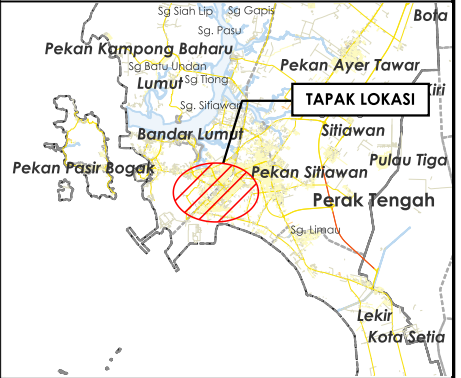 Sg Siah Lip
Sg Gapis
Bota
Sg. Pasu
Pekan Kampong Baharu
Sg Batu Undan
Pekan Ayer Tawar
Lumut
Sg Tiong
Sg. Sitiawan
TAPAK LOKASI
Bandar Lumut
Sitiawan
Pulau Tiga
Pekan Pasir Bogak
Pekan Sitiawan
Perak Tengah
Sg. Limau
Lekir
Kota Setia